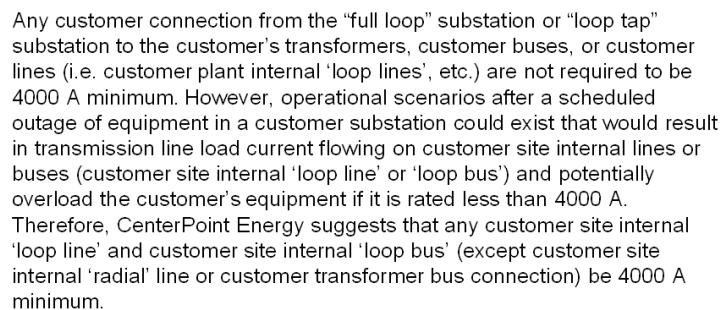 Any customer connection from the “full loop” substation or “loop tap”
substation to the customer’s transformers, customer buses, or customer
lines (i.e. customer plant internal ‘loop lines’, etc.) are not required to be
4000 A minimum. However, operational scenarios after a scheduled
outage of equipment in a customer substation could exist that would result
in transmission line load current flowing on customer site internal lines or
buses (customer site internal ‘loop line’ or ‘loop bus’) and potentially
overload the customer’s equipment if it is rated less than 4000 A.
Therefore, CenterPoint Energy suggests that any customer site internal
‘loop line’ and customer site internal ‘loop bus’ (except customer site
internal ‘radial’ line or customer transformer bus connection) be 4000 A
minimum.